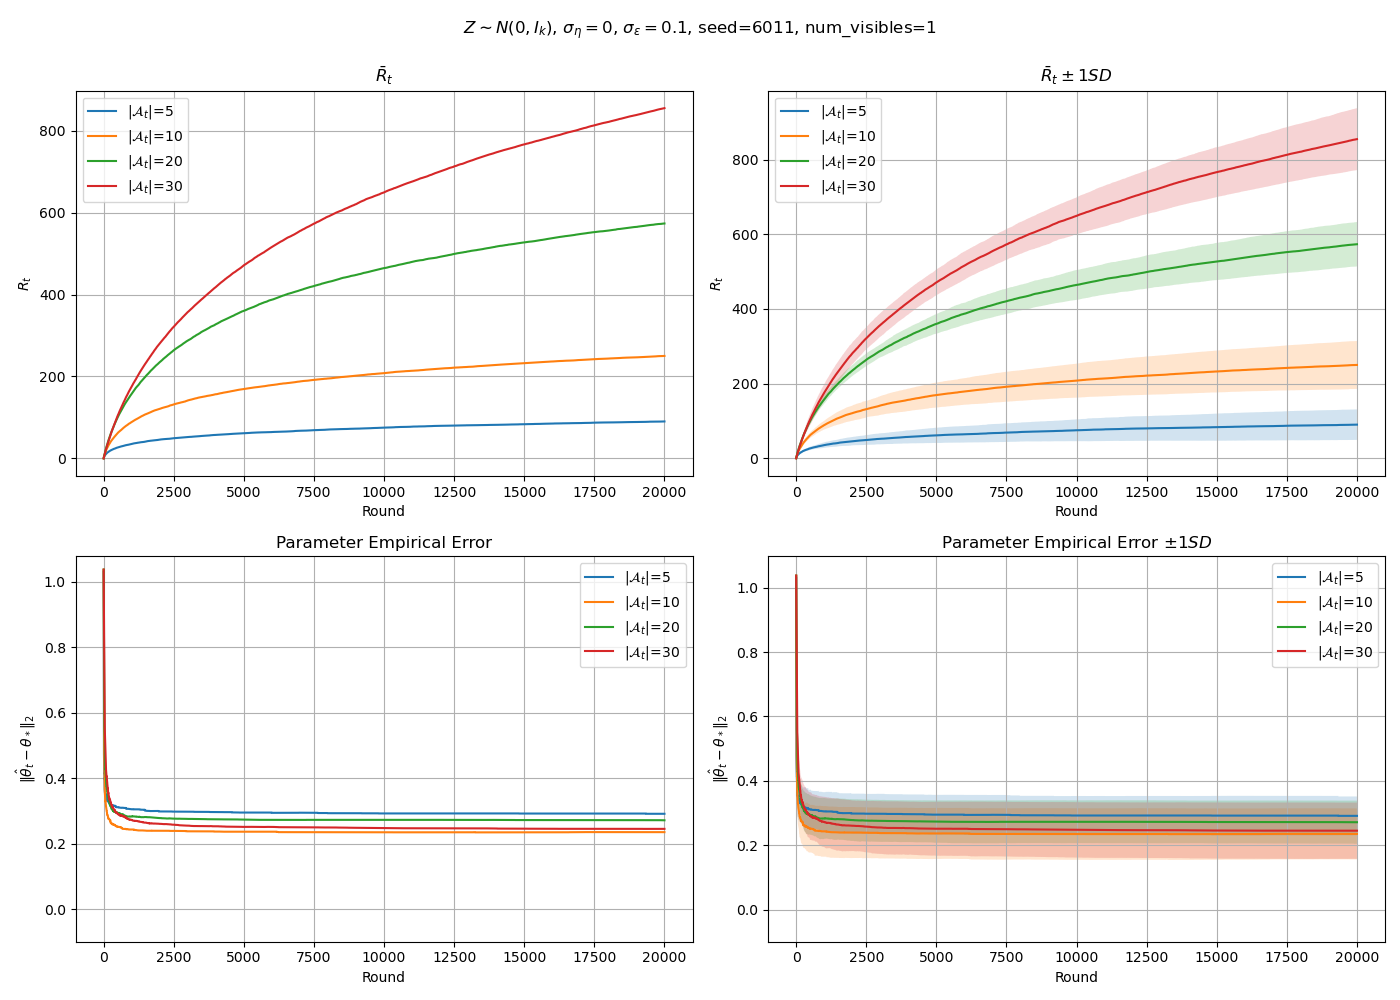 Z ∼ N(0, I_k), σ_η = 0, σ_ε = 0.1, seed=6011, num_visibles=1
R̄_t
R_t
800
600
400
200
0
|𝒜_t|=5
|𝒜_t|=10
|𝒜_t|=20
|𝒜_t|=30
0 2500 5000 7500 10000 12500 15000 17500 20000
Round
R̄_t ± 1SD
R_t
800
600
400
200
0
|𝒜_t|=5
|𝒜_t|=10
|𝒜_t|=20
|𝒜_t|=30
0 2500 5000 7500 10000 12500 15000 17500 20000
Round
Parameter Empirical Error
‖θ̂_t − θ_*‖_2
1.0
0.8
0.6
0.4
0.2
0.0
|𝒜_t|=5
|𝒜_t|=10
|𝒜_t|=20
|𝒜_t|=30
0 2500 5000 7500 10000 12500 15000 17500 20000
Round
Parameter Empirical Error ±1SD
‖θ̂_t − θ_*‖_2
1.0
0.8
0.6
0.4
0.2
0.0
|𝒜_t|=5
|𝒜_t|=10
|𝒜_t|=20
|𝒜_t|=30
0 2500 5000 7500 10000 12500 15000 17500 20000
Round